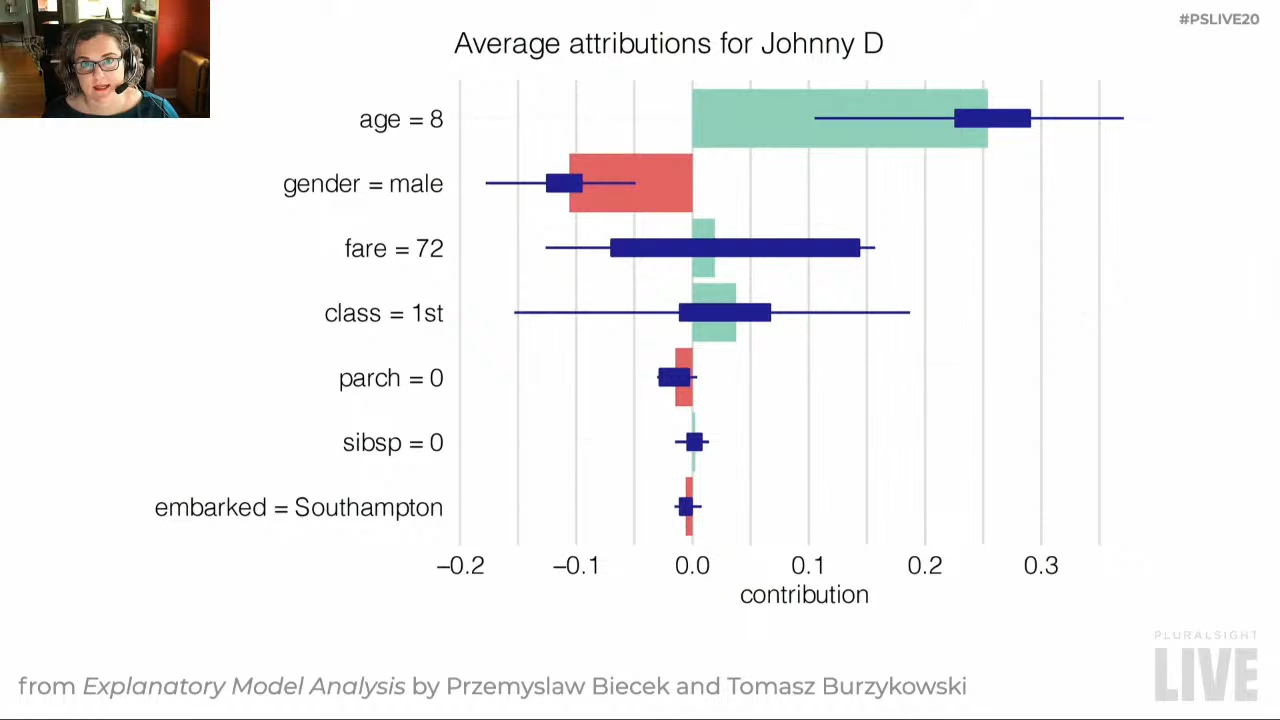 #PSLIVE20
Average attributions for Johnny D
age = 8
gender = male
fare = 72
class = 1st
parch = 0
sibsp = 0
embarked = Southampton
−0.2 −0.1 0.0 0.1 0.2 0.3
contribution
PLURALSIGHT
LIVE
from Explanatory Model Analysis by Przemyslaw Biecek and Tomasz Burzykowski